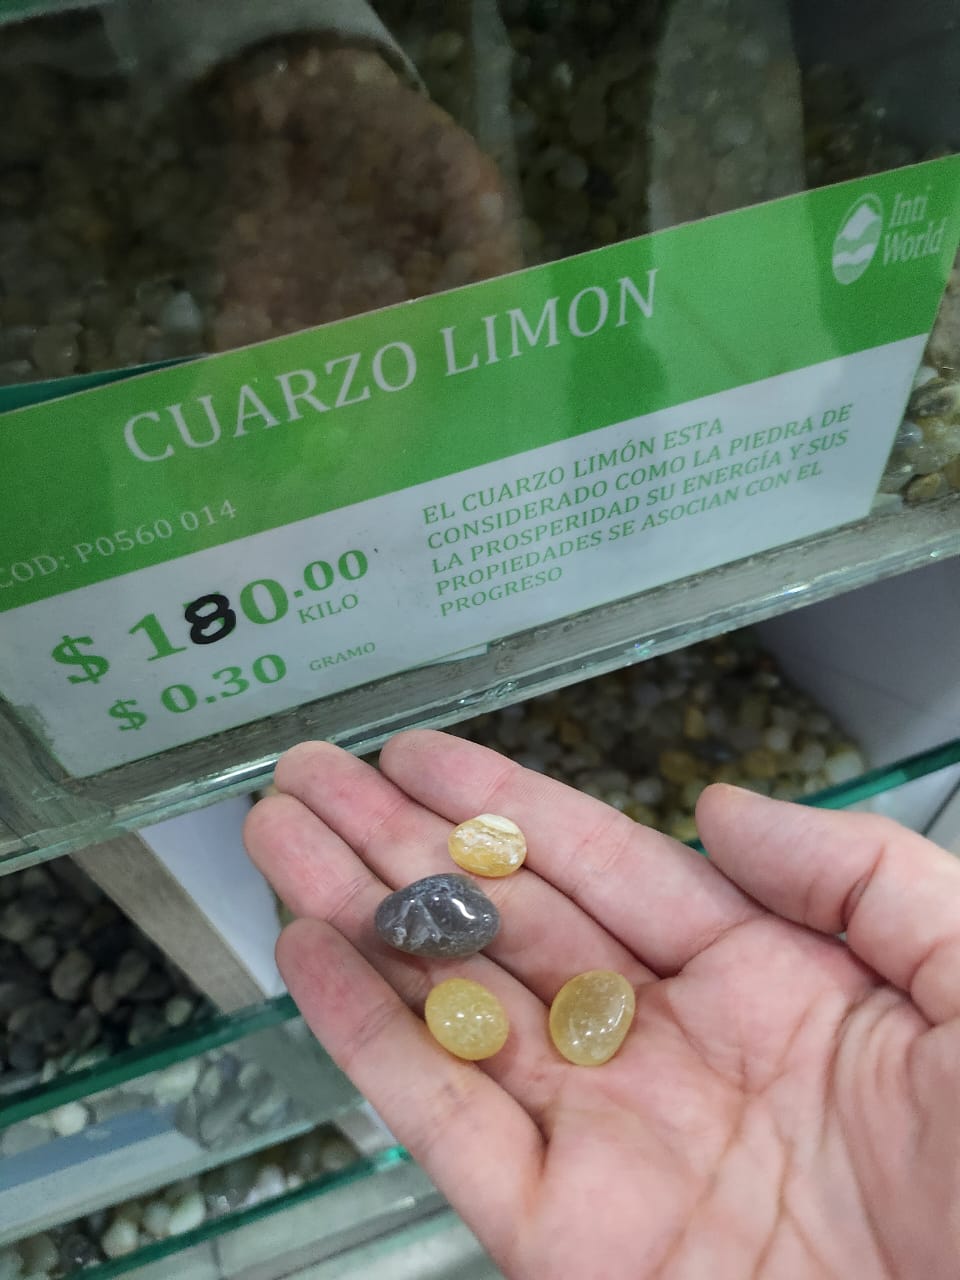 Inti
World
CUARZO LIMON
COD: P0560 014
$ 180.00
KILO
$ 0.30 GRAMO
EL CUARZO LIMÓN ESTA
CONSIDERADO COMO LA PIEDRA DE
LA PROSPERIDAD SU ENERGÍA Y SUS
PROPIEDADES SE ASOCIAN CON EL
PROGRESO